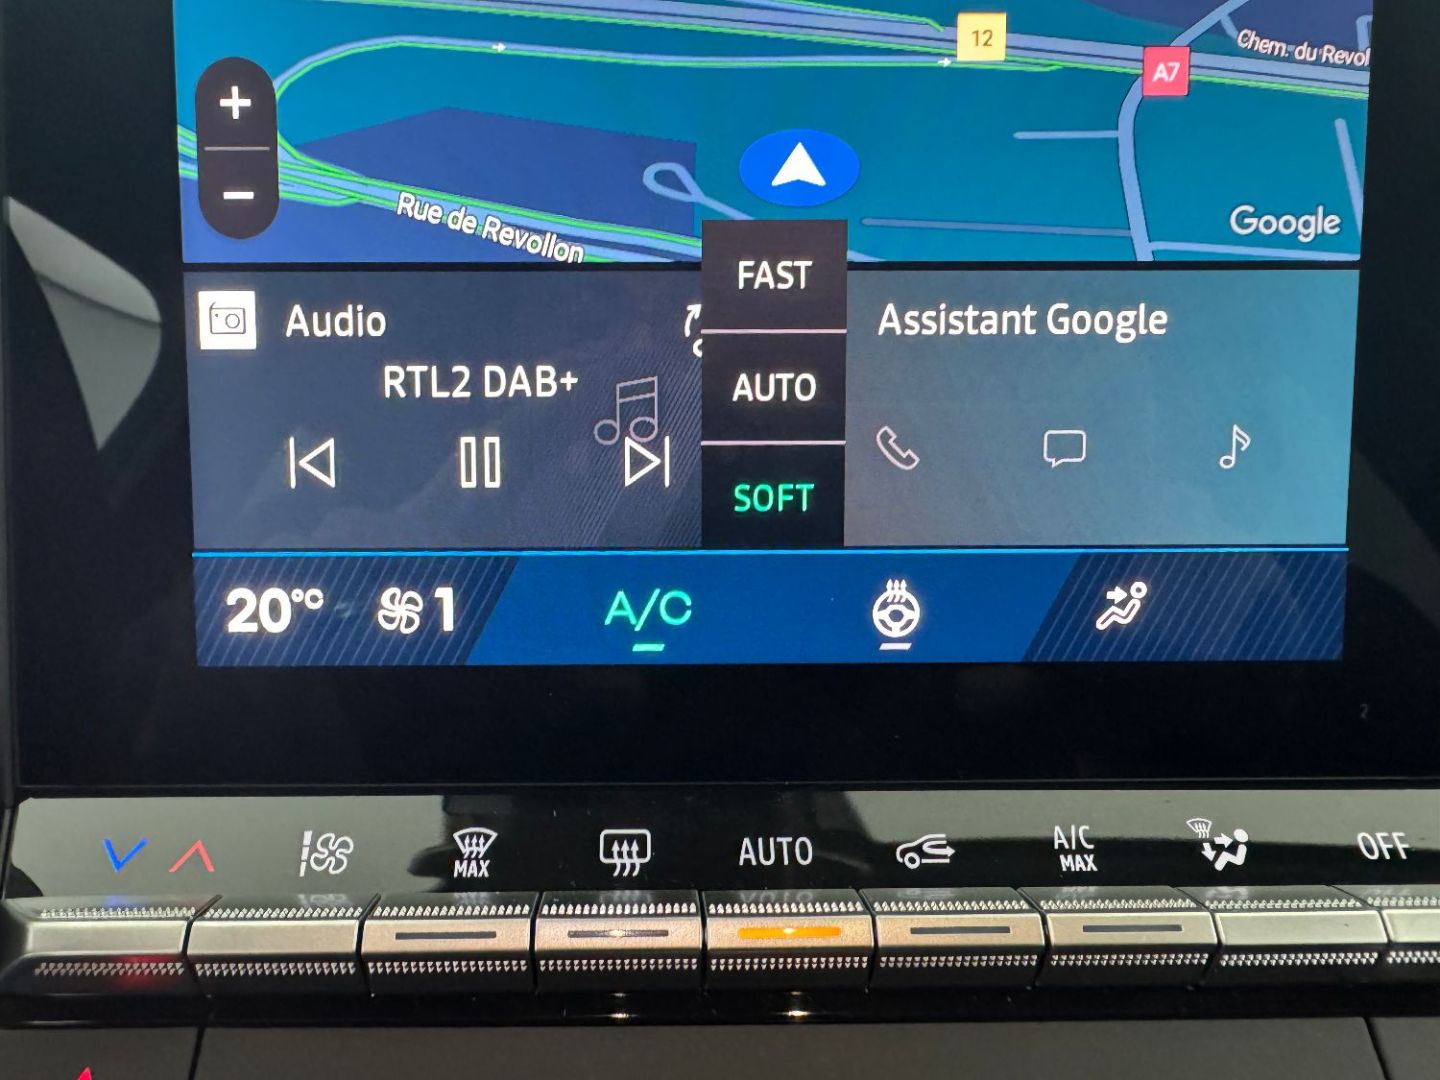 12
A7
Chem. du Revol
+
-
Rue de Revollon
Google
FAST
Audio
Assistant Google
RTL2 DAB+
AUTO
SOFT
20°C
1
A/C
2
MAX
AUTO
A/C
MAX
OFF